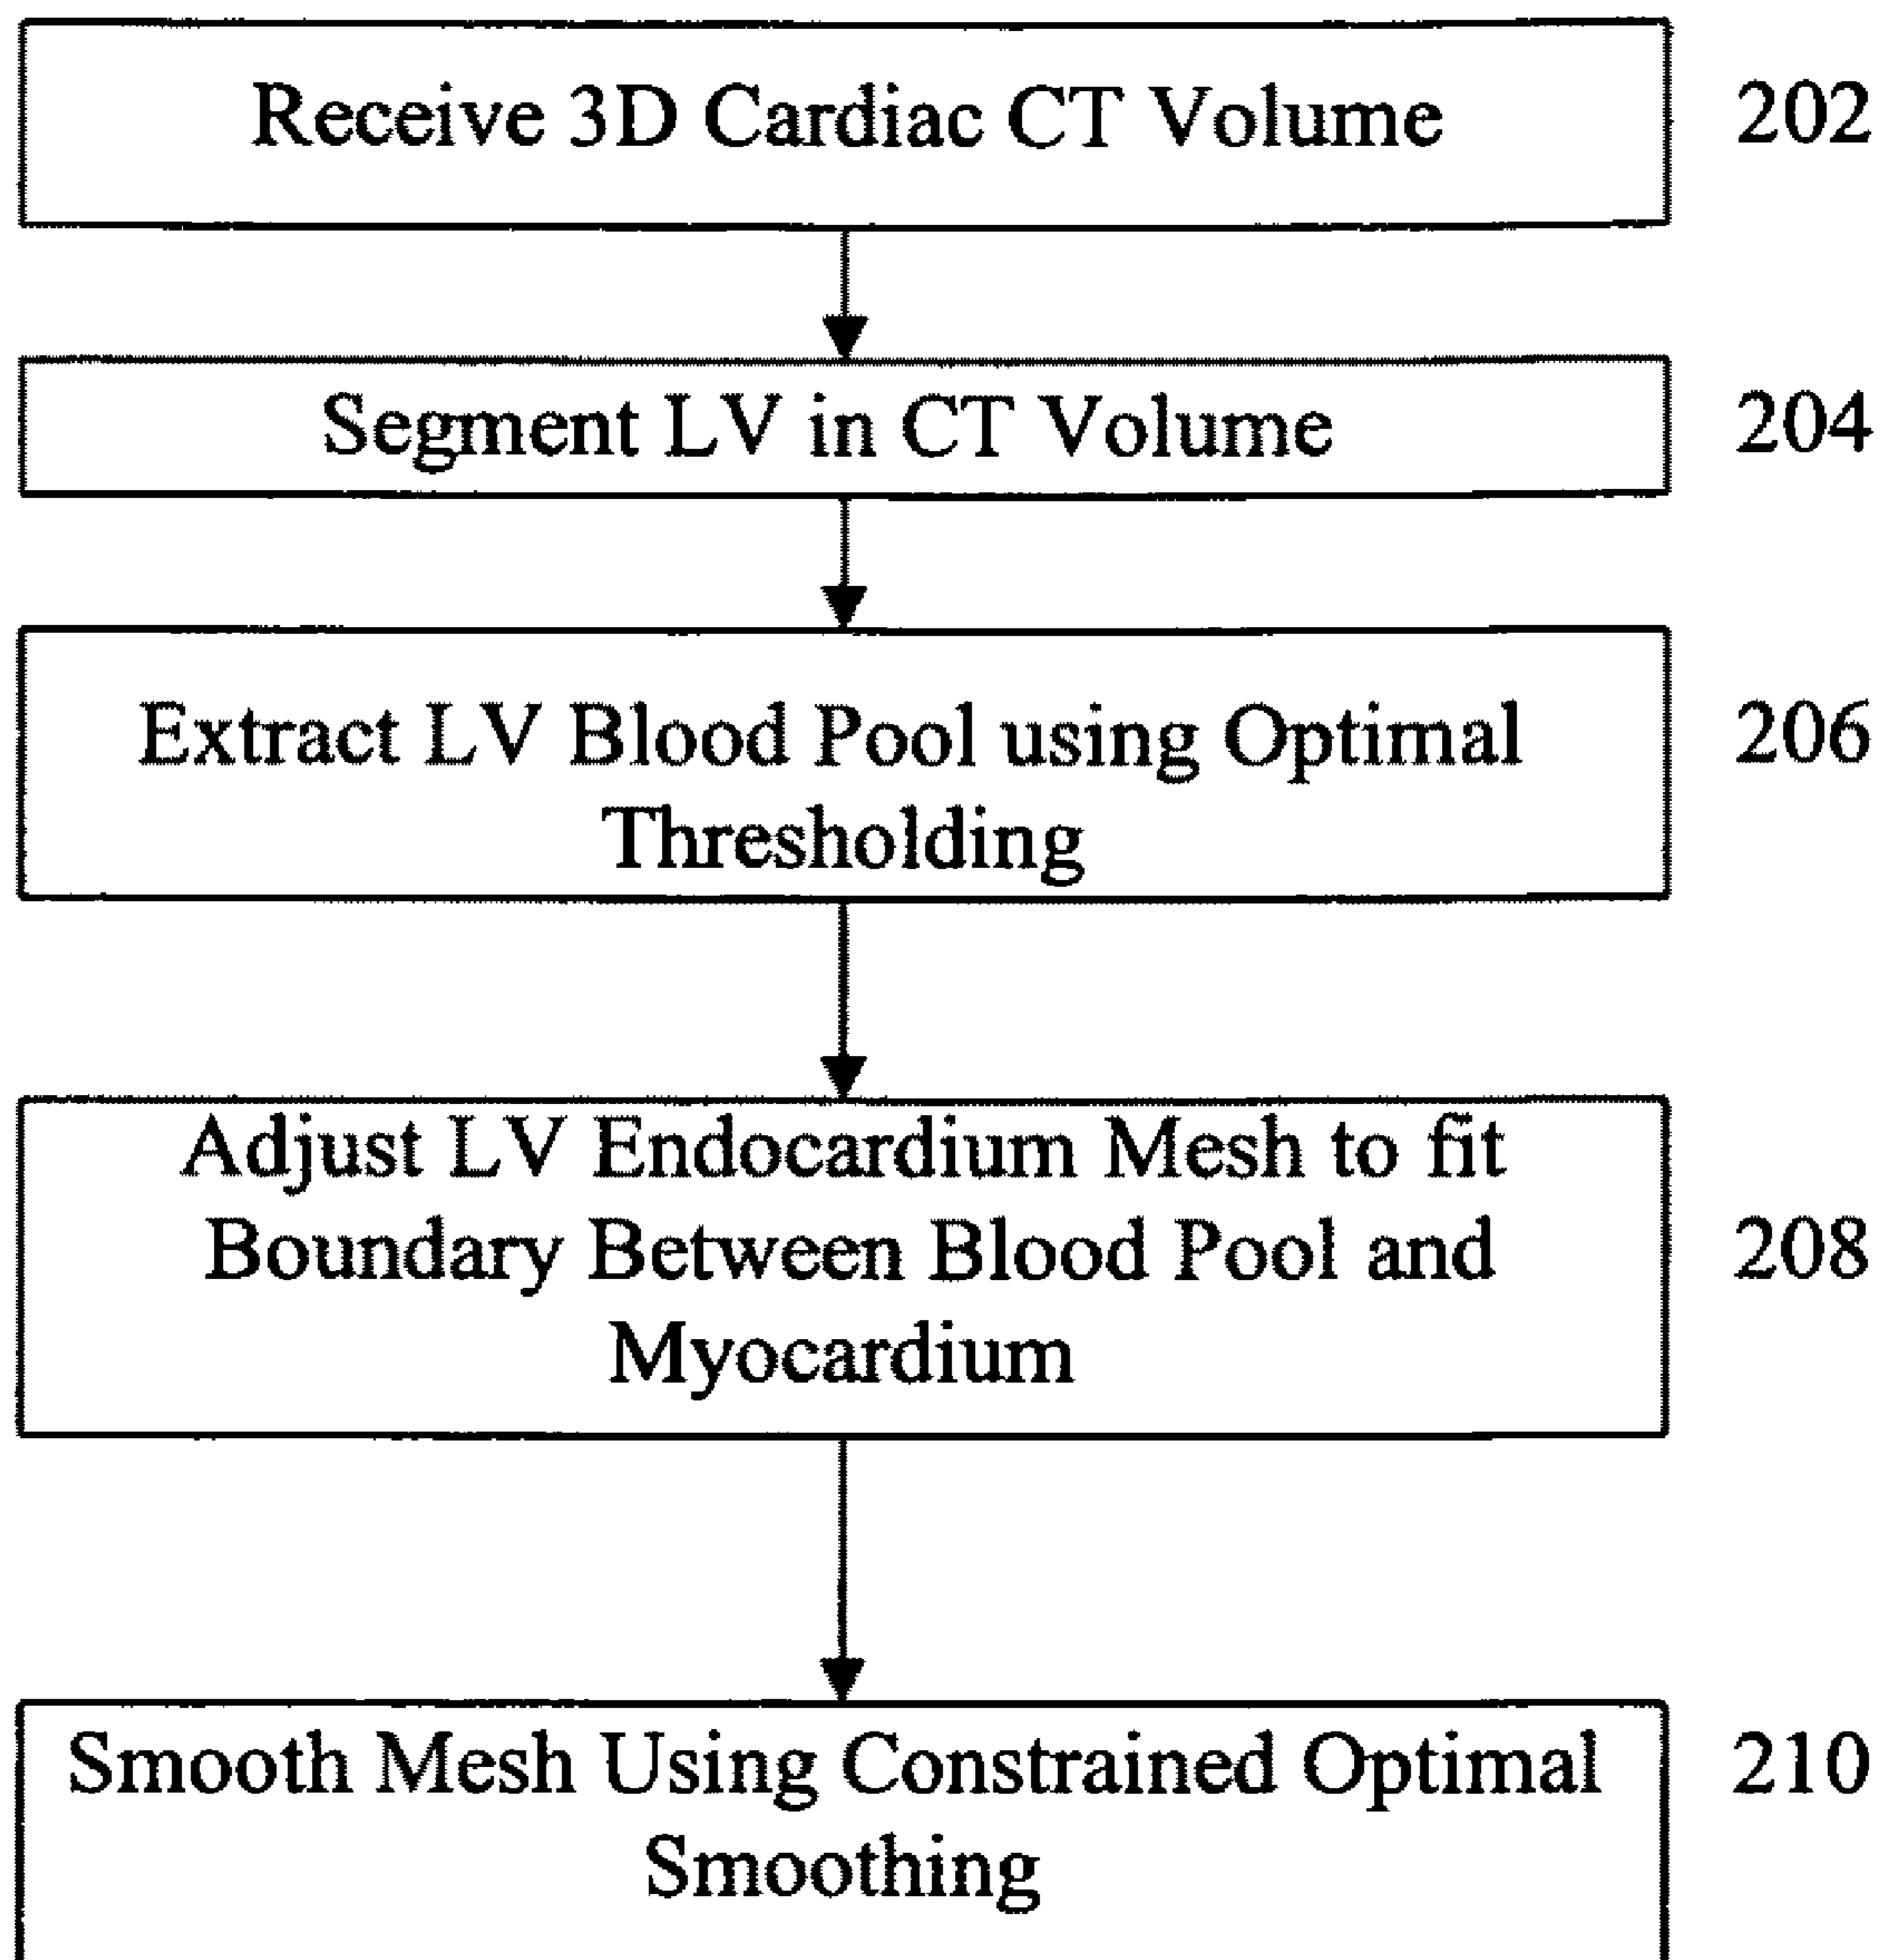 Receive 3D Cardiac CT Volume
202
Segment LV in CT Volume
204
Extract LV Blood Pool using Optimal
Thresholding
206
Adjust LV Endocardium Mesh to fit
Boundary Between Blood Pool and
Myocardium
208
Smooth Mesh Using Constrained Optimal
Smoothing
210